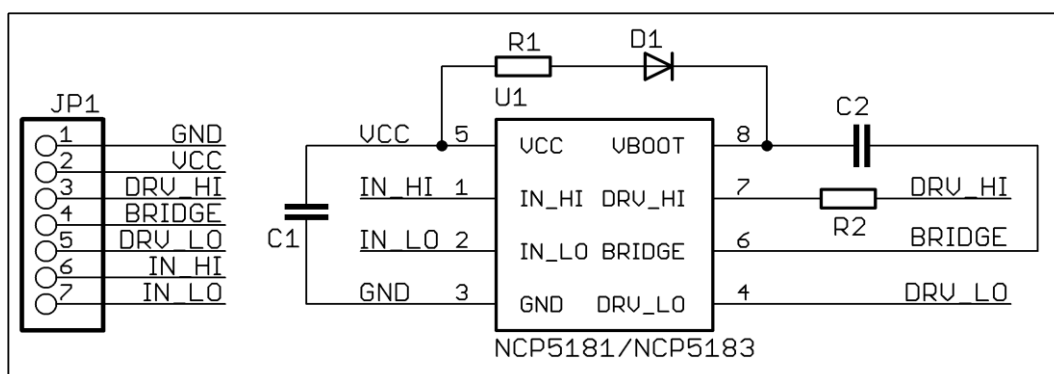 R1
D1
U1
JP1
1 GND
2 VCC
3 DRV_HI
4 BRIDGE
5 DRV_LO
6 IN_HI
7 IN_LO
C1
VCC 5
IN_HI 1
IN_LO 2
GND 3
VCC VBOOT
IN_HI DRV_HI
IN_LO BRIDGE
GND DRV_LO
8
C2
7 DRV_HI
R2
6 BRIDGE
4 DRV_LO
NCP5181/NCP5183